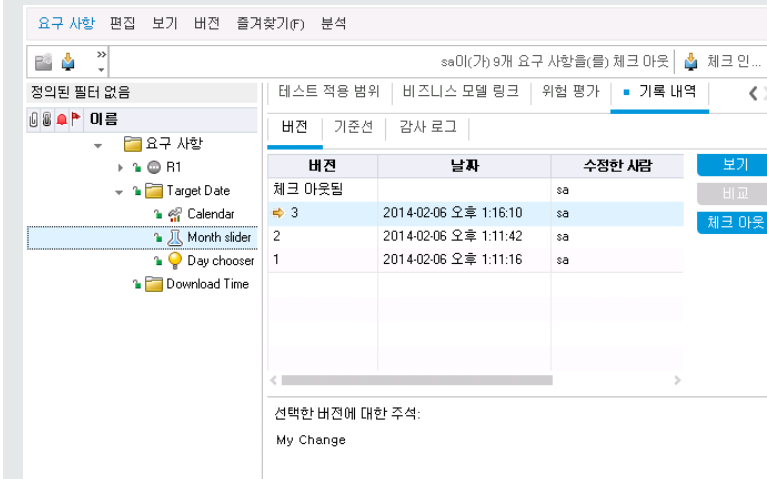 요구 사항 편집 보기 버전 즐겨찾기(F) 분석
sa이(가) 9개 요구 사항을(를) 체크 아웃 체크 인...
정의된 필터 없음
이름
요구 사항
R1
Target Date
Calendar
Month slider
Day chooser
Download Time
테스트 적용 범위 비즈니스 모델 링크 위험 평가 기록 내역
버전 기준선 감사 로그
버전 날짜 수정한 사람
체크 아웃됨 sa
3 2014-02-06 오후 1:16:10 sa
2 2014-02-06 오후 1:11:42 sa
1 2014-02-06 오후 1:11:16 sa
보기
비교
체크 아웃
선택한 버전에 대한 주석:
My Change